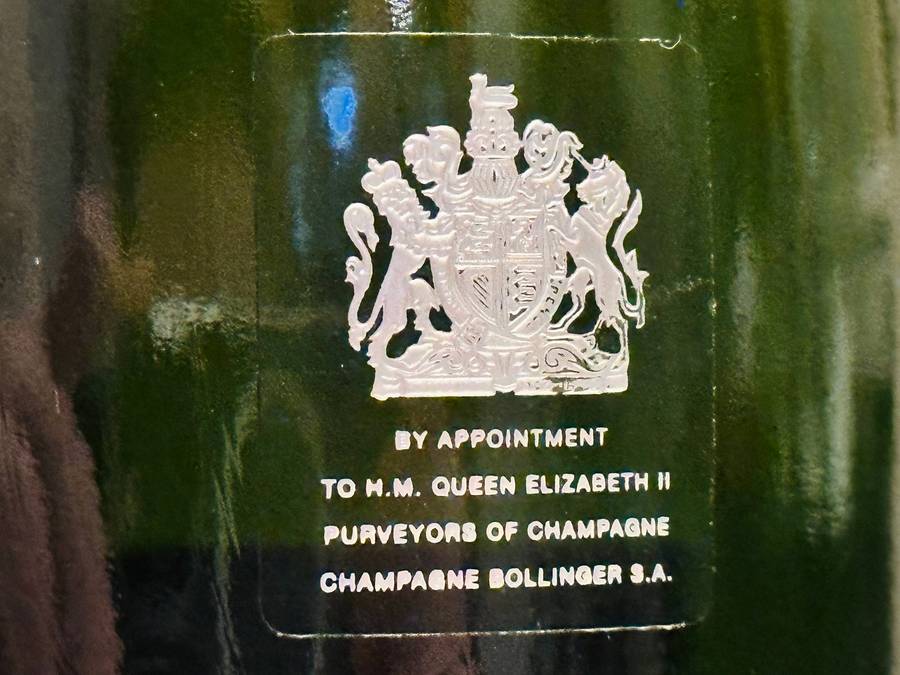 BY APPOINTMENT
TO H.M. QUEEN ELIZABETH II
PURVEYORS OF CHAMPAGNE
CHAMPAGNE BOLLINGER S.A.